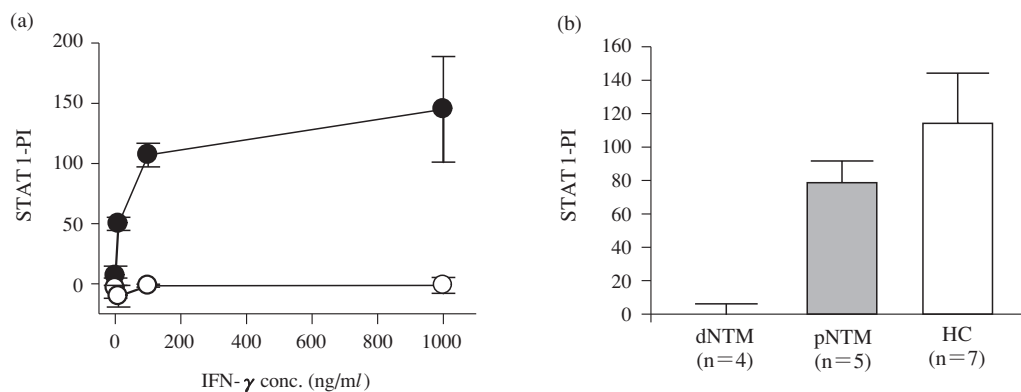 (a)
200
150
100
50
0
STAT 1-PI
0 200 400 600 800 1000
IFN-γ conc. (ng/ml)
(b)
160
140
120
100
80
60
40
20
0
STAT 1-PI
dNTM pNTM HC
(n=4) (n=5) (n=7)